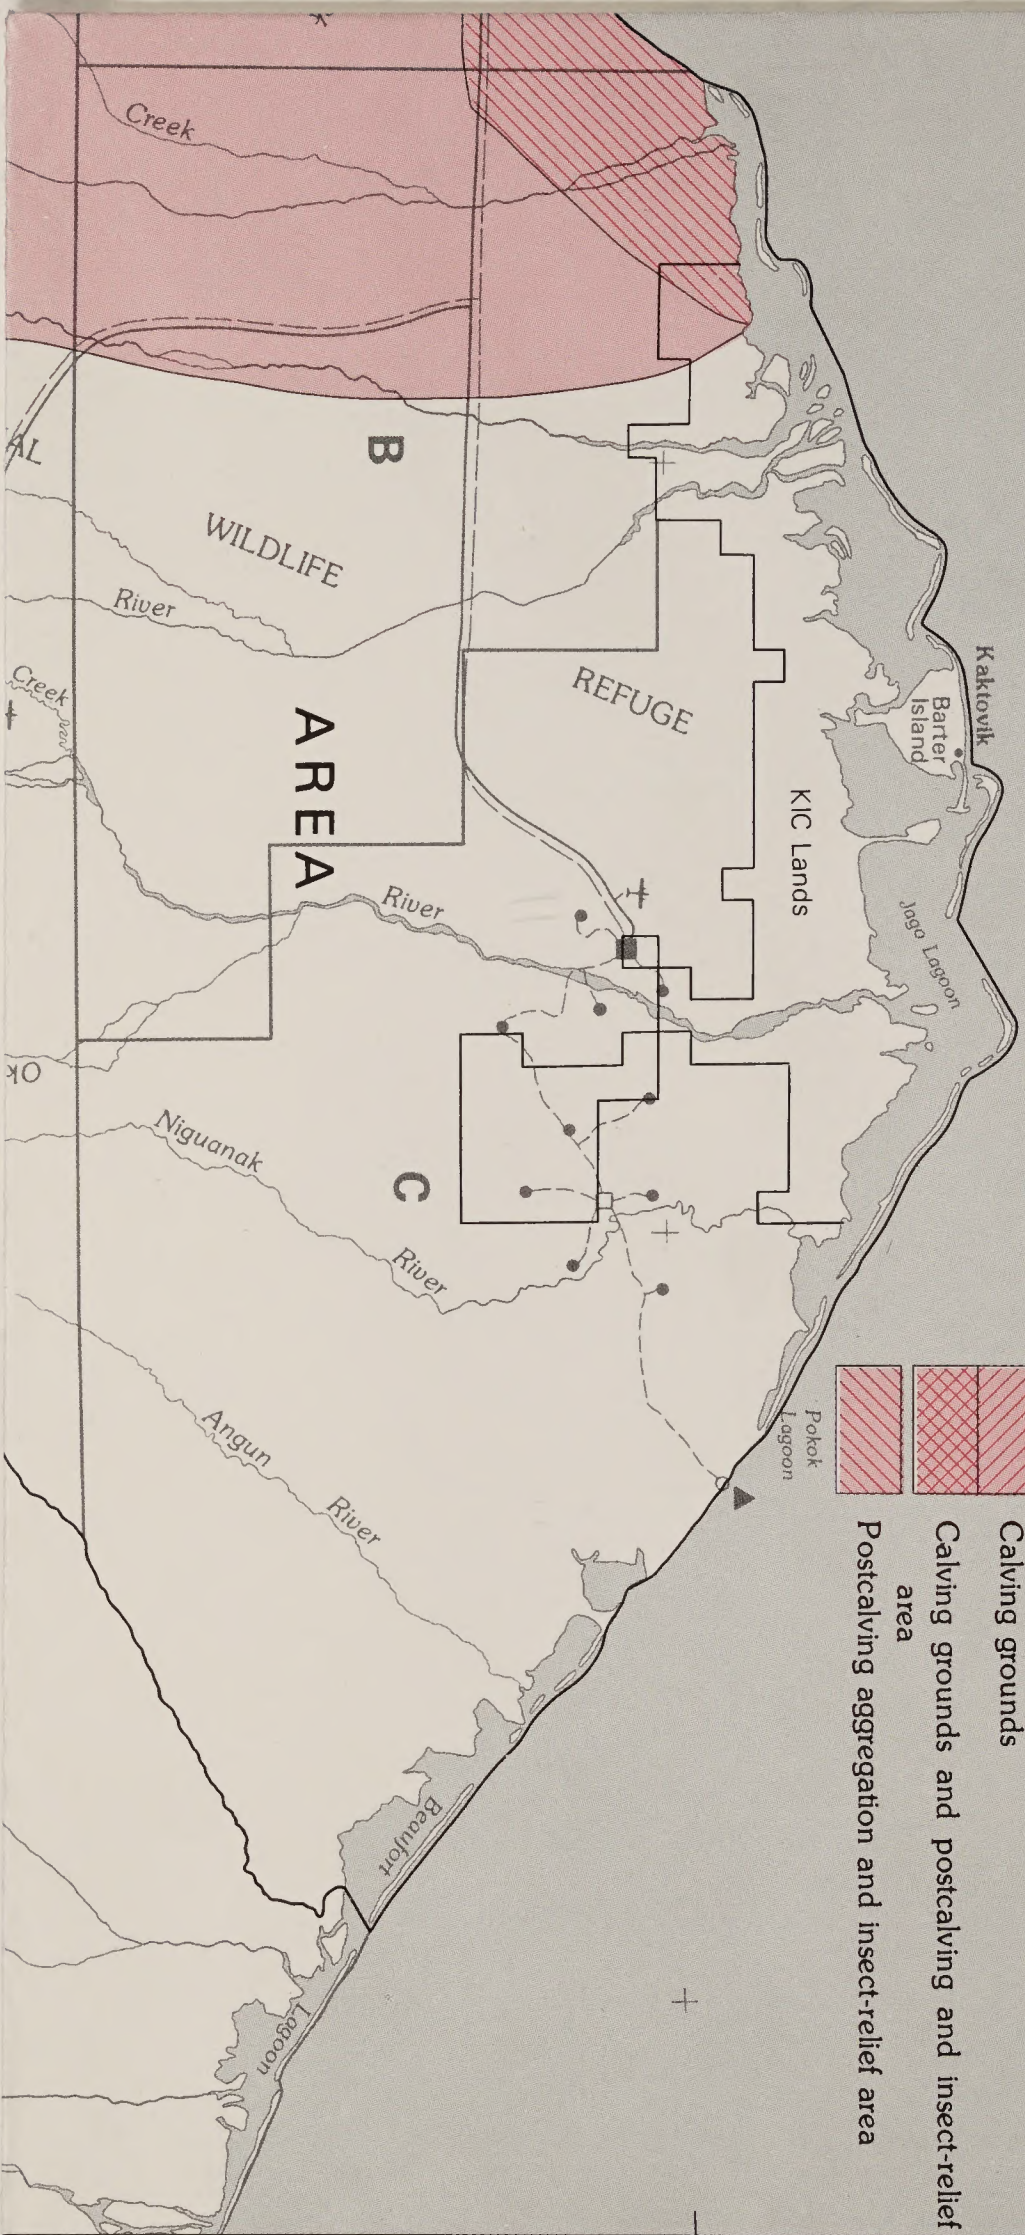 Kaktovik
Barter
Island
Jago Lagoon
KIC Lands
Pokok
Lagoon
Calving grounds
Calving grounds and postcalving and insect-relief
area
Postcalving aggregation and insect-relief area
REFUGE
B
C
River
River
Beaufort
Lagoon
AREA
WILDLIFE
River
Angun
Niguanak
Creek
River
Creek
AL
Ok